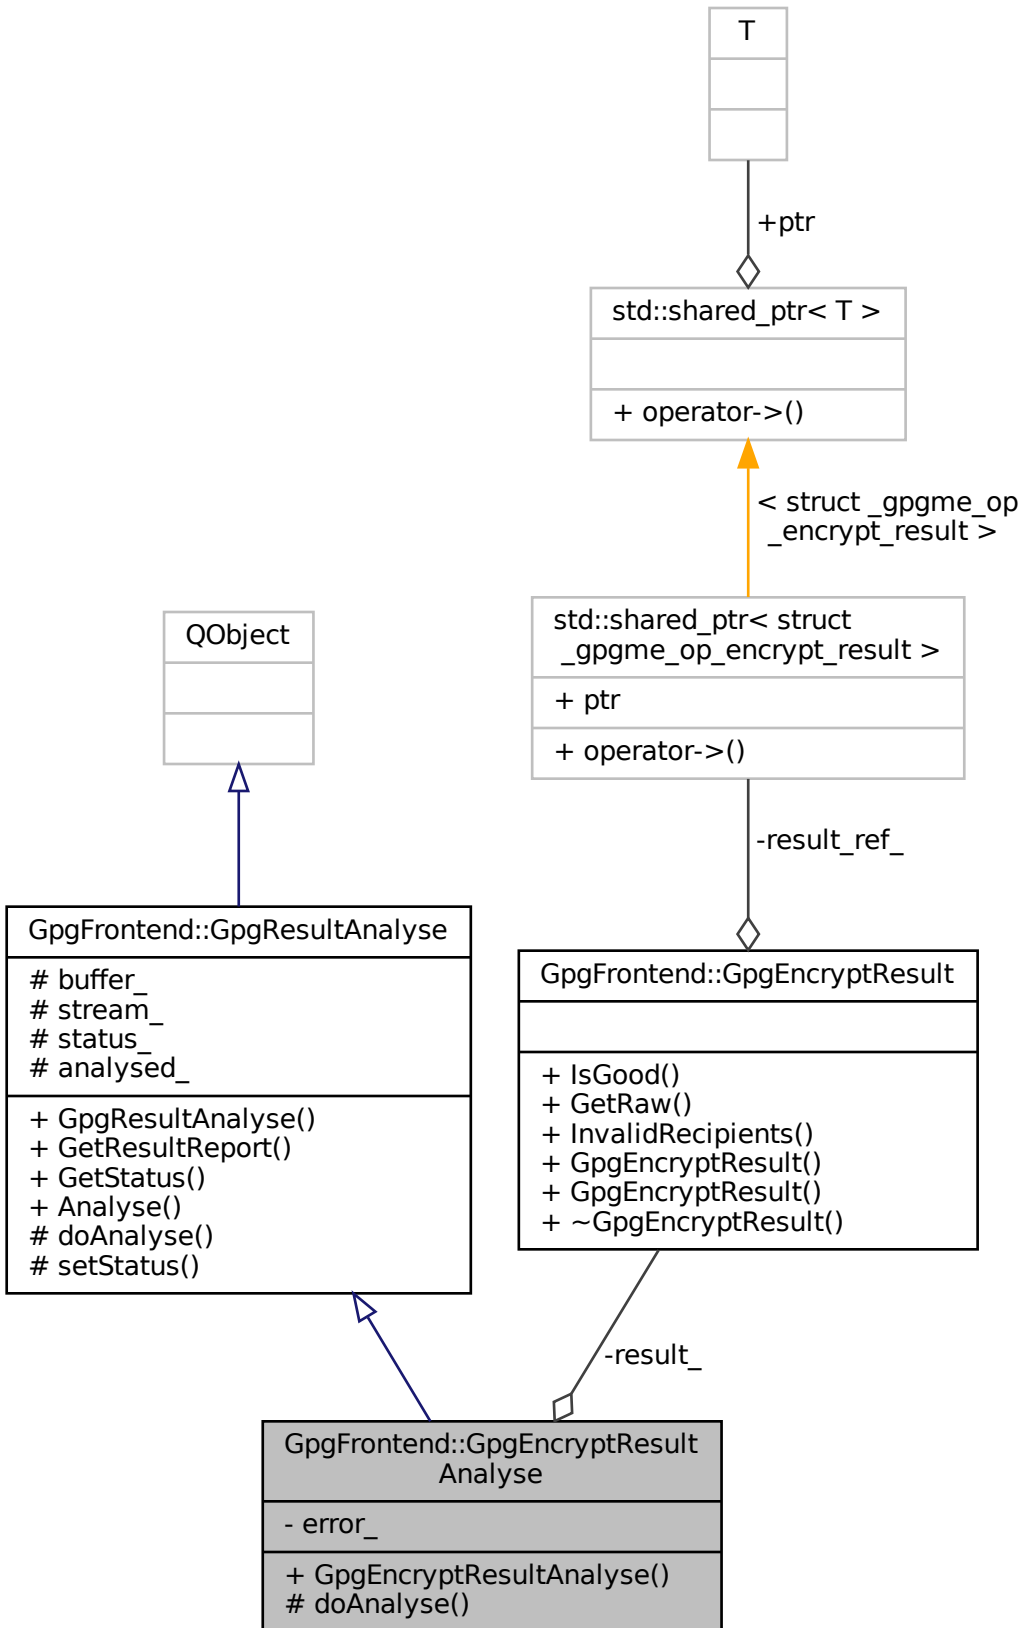 T
+ptr
std::shared_ptr< T >
+ operator->()
< struct _gpgme_op
_encrypt_result >
std::shared_ptr< struct
_gpgme_op_encrypt_result >
+ ptr
+ operator->()
QObject
-result_ref_
GpgFrontend::GpgResultAnalyse
# buffer_
# stream_
# status_
# analysed_
+ GpgResultAnalyse()
+ GetResultReport()
+ GetStatus()
+ Analyse()
# doAnalyse()
# setStatus()
GpgFrontend::GpgEncryptResult
+ IsGood()
+ GetRaw()
+ InvalidRecipients()
+ GpgEncryptResult()
+ GpgEncryptResult()
+ ~GpgEncryptResult()
-result_
GpgFrontend::GpgEncryptResult
Analyse
- error_
+ GpgEncryptResultAnalyse()
# doAnalyse()